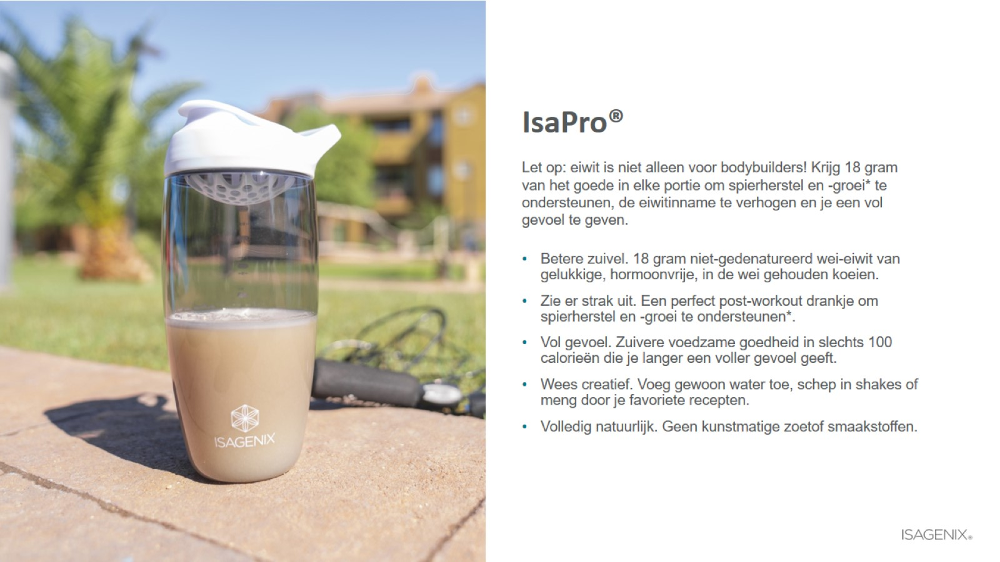 IsaPro®
Let op: eiwit is niet alleen voor bodybuilders! Krijg 18 gram
van het goede in elke portie om spierherstel en -groei* te
ondersteunen, de eiwitinname te verhogen en je een vol
gevoel te geven.
• Betere zuivel. 18 gram niet-gedenatureerd wei-eiwit van
gelukkige, hormoonvrije, in de wei gehouden koeien.
• Zie er strak uit. Een perfect post-workout drankje om
spierherstel en -groei te ondersteunen*.
• Vol gevoel. Zuivere voedzame goedheid in slechts 100
calorieën die je langer een voller gevoel geeft.
• Wees creatief. Voeg gewoon water toe, schep in shakes of
meng door je favoriete recepten.
• Volledig natuurlijk. Geen kunstmatige zoetof smaakstoffen.
ISAGENIX
ISAGENIX®